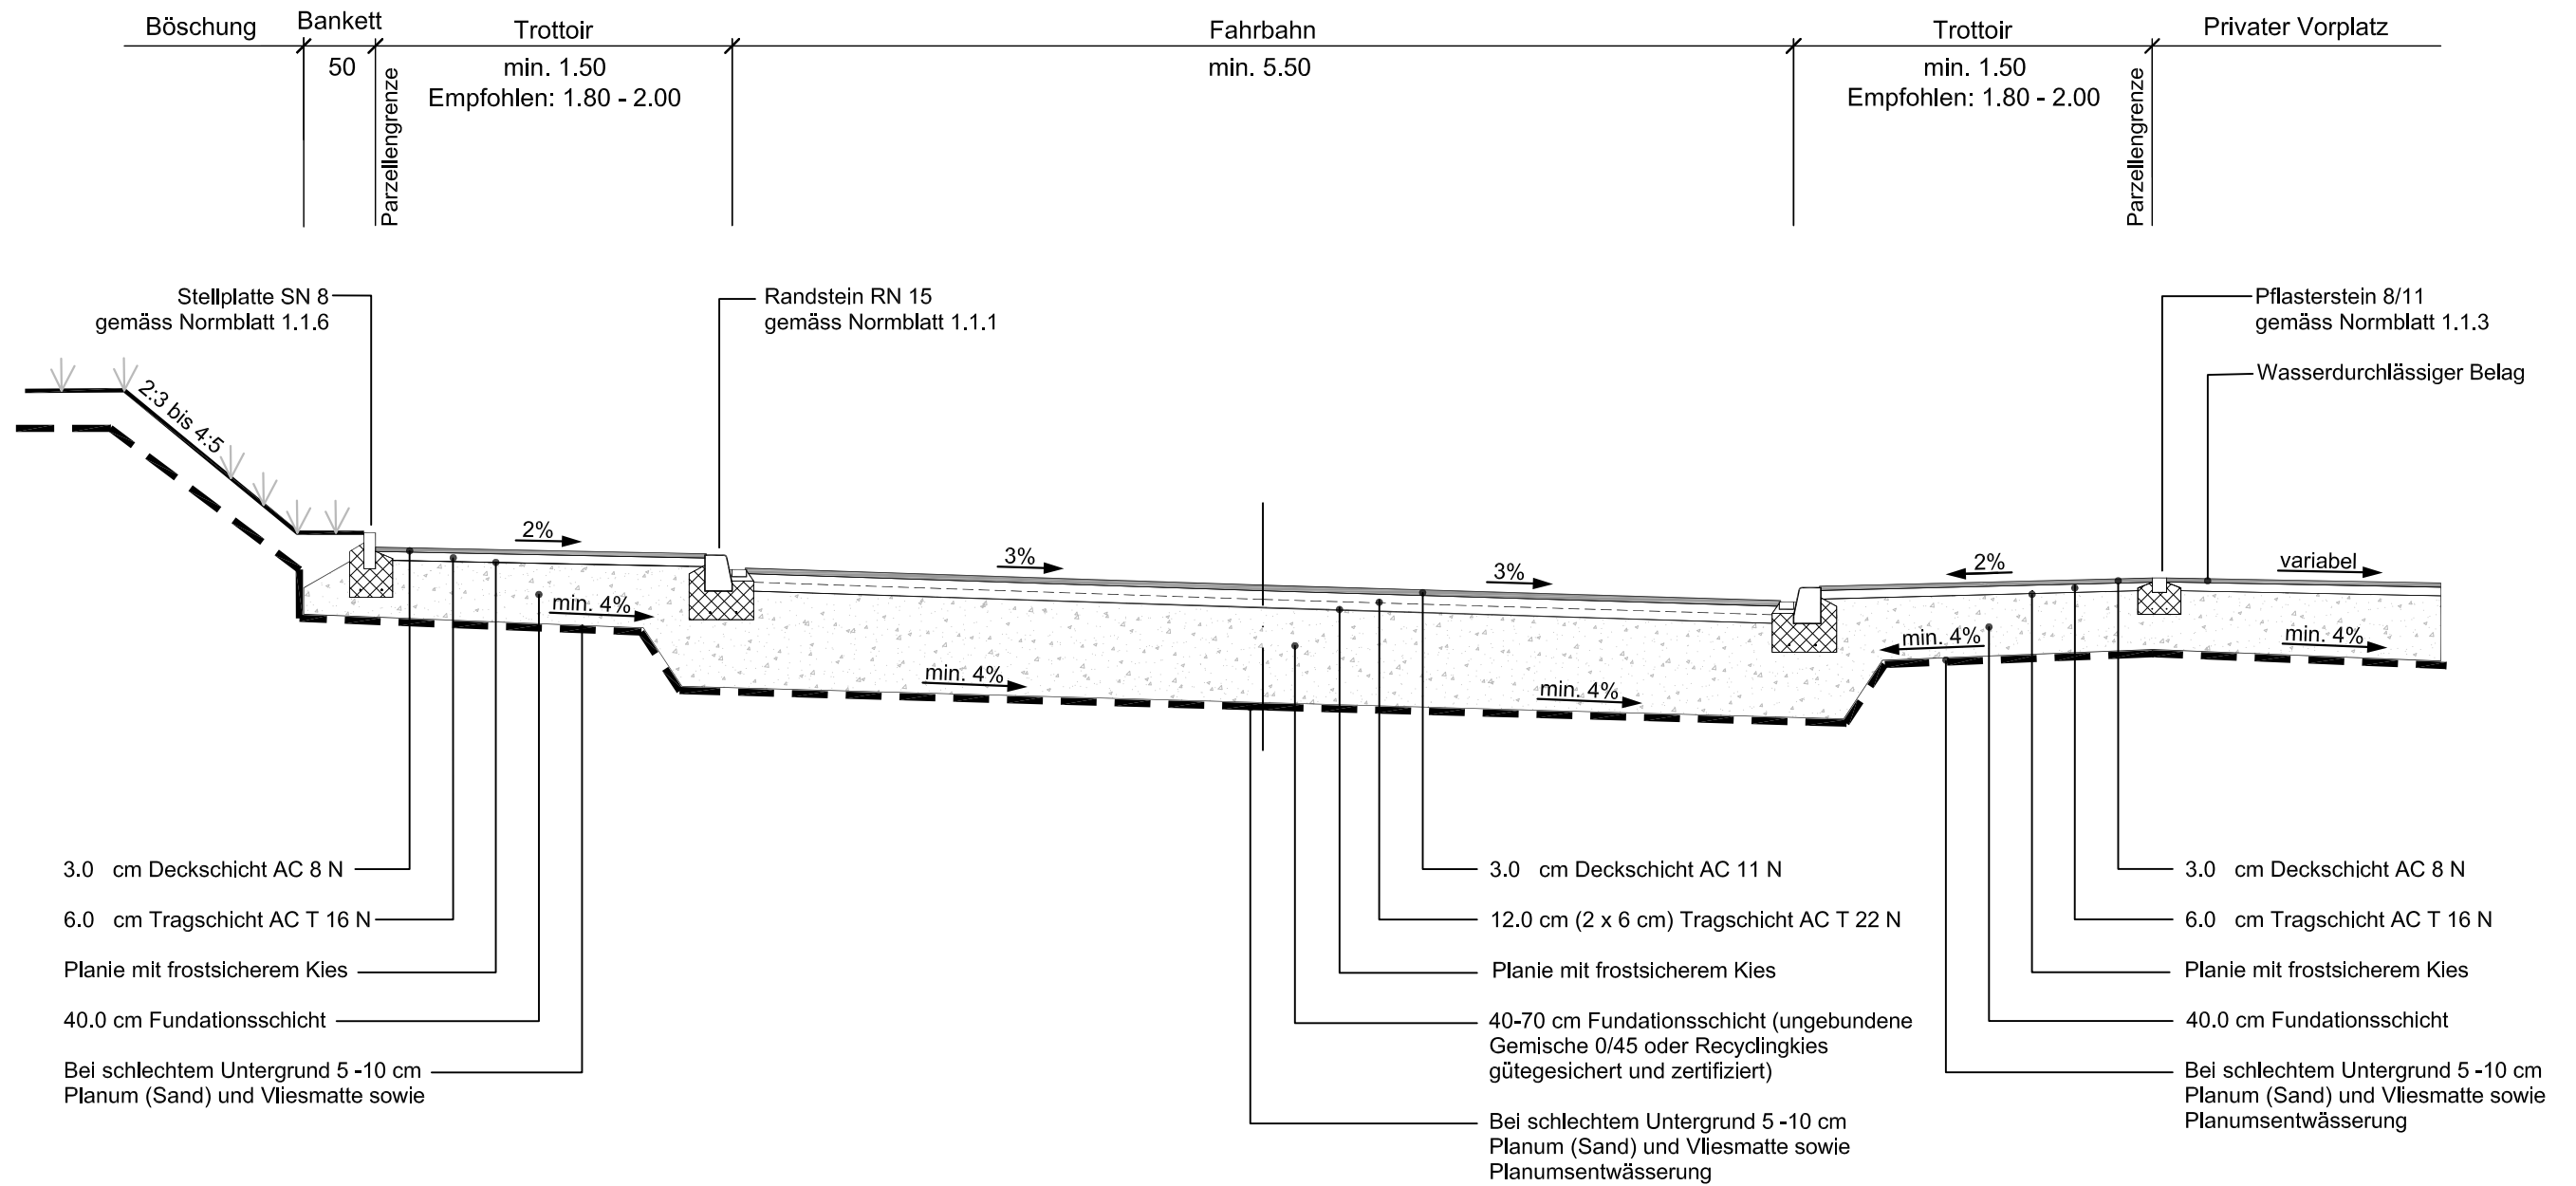 Böschung
Bankett
Trottoir
Fahrbahn
Trottoir
Privater Vorplatz
50
min. 1.50
min. 5.50
min. 1.50
Empfohlen: 1.80 - 2.00
Empfohlen: 1.80 - 2.00
Parzellengrenze
Parzellengrenze
Stellplatte SN 8
gemäss Normblatt 1.1.6
Randstein RN 15
gemäss Normblatt 1.1.1
Pflasterstein 8/11
gemäss Normblatt 1.1.3
Wasserdurchlässiger Belag
2:3 bis 4:5
2%
3%
3%
2%
variabel
min. 4%
min. 4%
min. 4%
min. 4%
min. 4%
3.0 cm Deckschicht AC 8 N
6.0 cm Tragschicht AC T 16 N
Planie mit frostsicherem Kies
40.0 cm Fundationsschicht
Bei schlechtem Untergrund 5 -10 cm
Planum (Sand) und Vliesmatte sowie
3.0 cm Deckschicht AC 11 N
12.0 cm (2 x 6 cm) Tragschicht AC T 22 N
Planie mit frostsicherem Kies
40-70 cm Fundationsschicht (ungebundene
Gemische 0/45 oder Recyclingkies
gütegesichert und zertifiziert)
Bei schlechtem Untergrund 5 -10 cm
Planum (Sand) und Vliesmatte sowie
Planumsentwässerung
3.0 cm Deckschicht AC 8 N
6.0 cm Tragschicht AC T 16 N
Planie mit frostsicherem Kies
40.0 cm Fundationsschicht
Bei schlechtem Untergrund 5 -10 cm
Planum (Sand) und Vliesmatte sowie
Planumsentwässerung